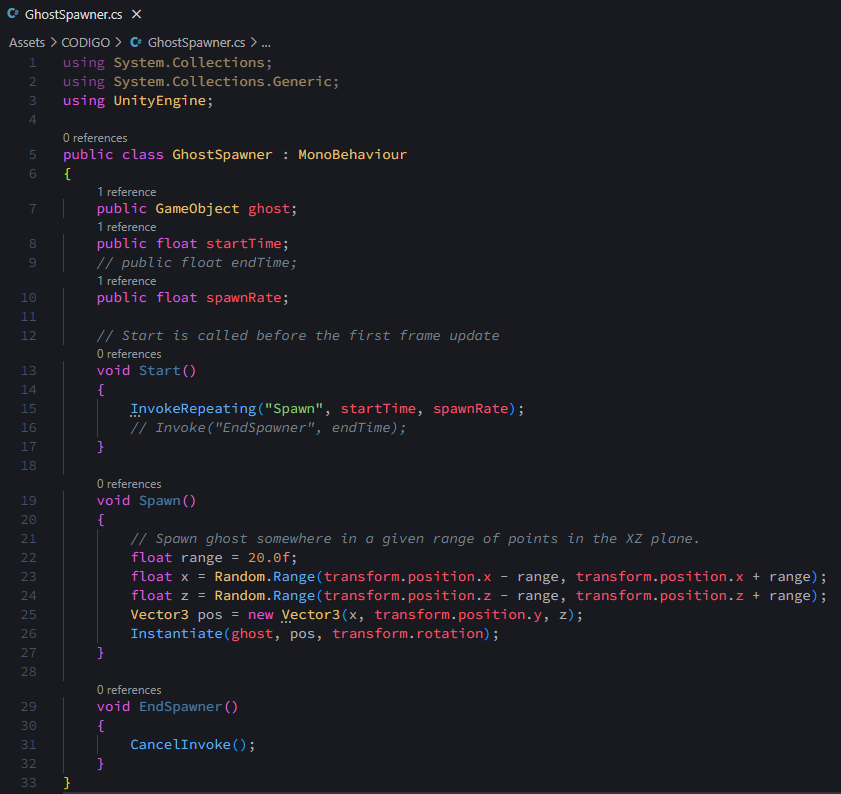 GhostSpawner.cs ×
Assets > CODIGO > GhostSpawner.cs > ...
1 using System.Collections;
2 using System.Collections.Generic;
3 using UnityEngine;
4
0 references
5 public class GhostSpawner : MonoBehaviour
6 {
1 reference
7 public GameObject ghost;
1 reference
8 public float startTime;
9 // public float endTime;
1 reference
10 public float spawnRate;
11
12 // Start is called before the first frame update
0 references
13 void Start()
14 {
15 InvokeRepeating("Spawn", startTime, spawnRate);
16 // Invoke("EndSpawner", endTime);
17 }
18
0 references
19 void Spawn()
20 {
21 // Spawn ghost somewhere in a given range of points in the XZ plane.
22 float range = 20.0f;
23 float x = Random.Range(transform.position.x - range, transform.position.x + range);
24 float z = Random.Range(transform.position.z - range, transform.position.z + range);
25 Vector3 pos = new Vector3(x, transform.position.y, z);
26 Instantiate(ghost, pos, transform.rotation);
27 }
28
0 references
29 void EndSpawner()
30 {
31 CancelInvoke();
32 }
33 }